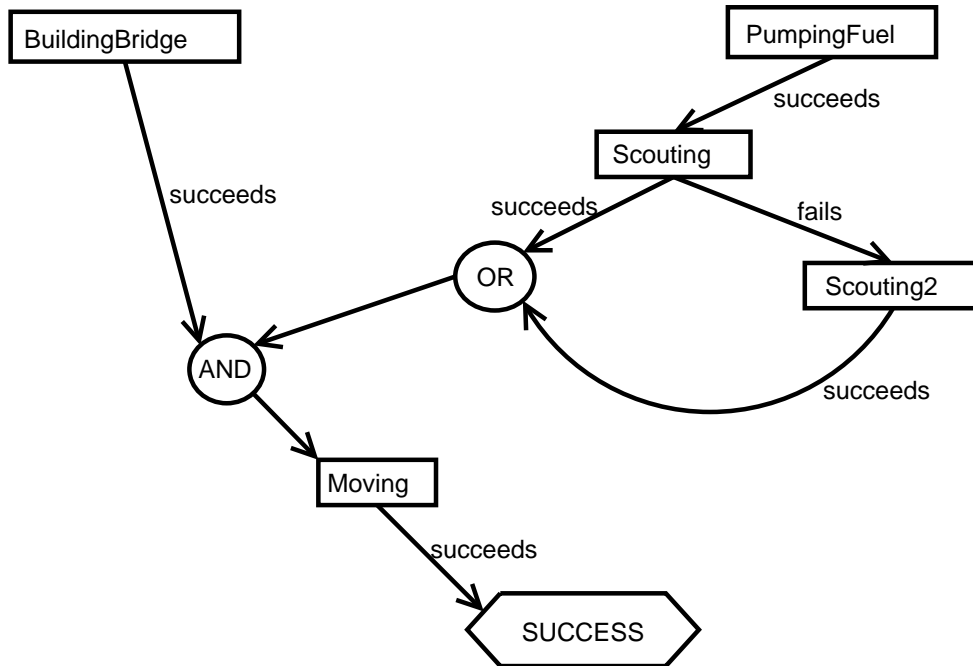 BuildingBridge
PumpingFuel
succeeds
Scouting
succeeds
succeeds
fails
OR
Scouting2
AND
succeeds
Moving
succeeds
SUCCESS